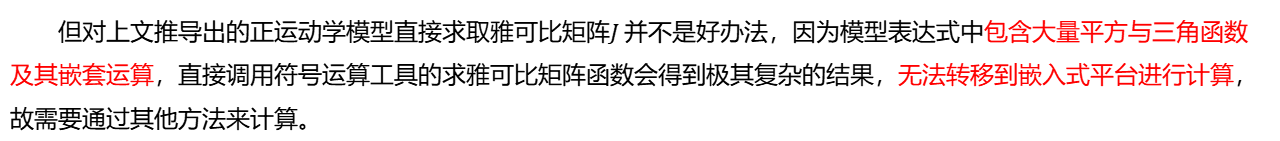 但对上文推导出的正运动学模型直接求取雅可比矩阵J 并不是好办法，因为模型表达式中包含大量平方与三角函数
及其嵌套运算，直接调用符号运算工具的求雅可比矩阵函数会得到极其复杂的结果，无法转移到嵌入式平台进行计算，
故需要通过其他方法来计算。